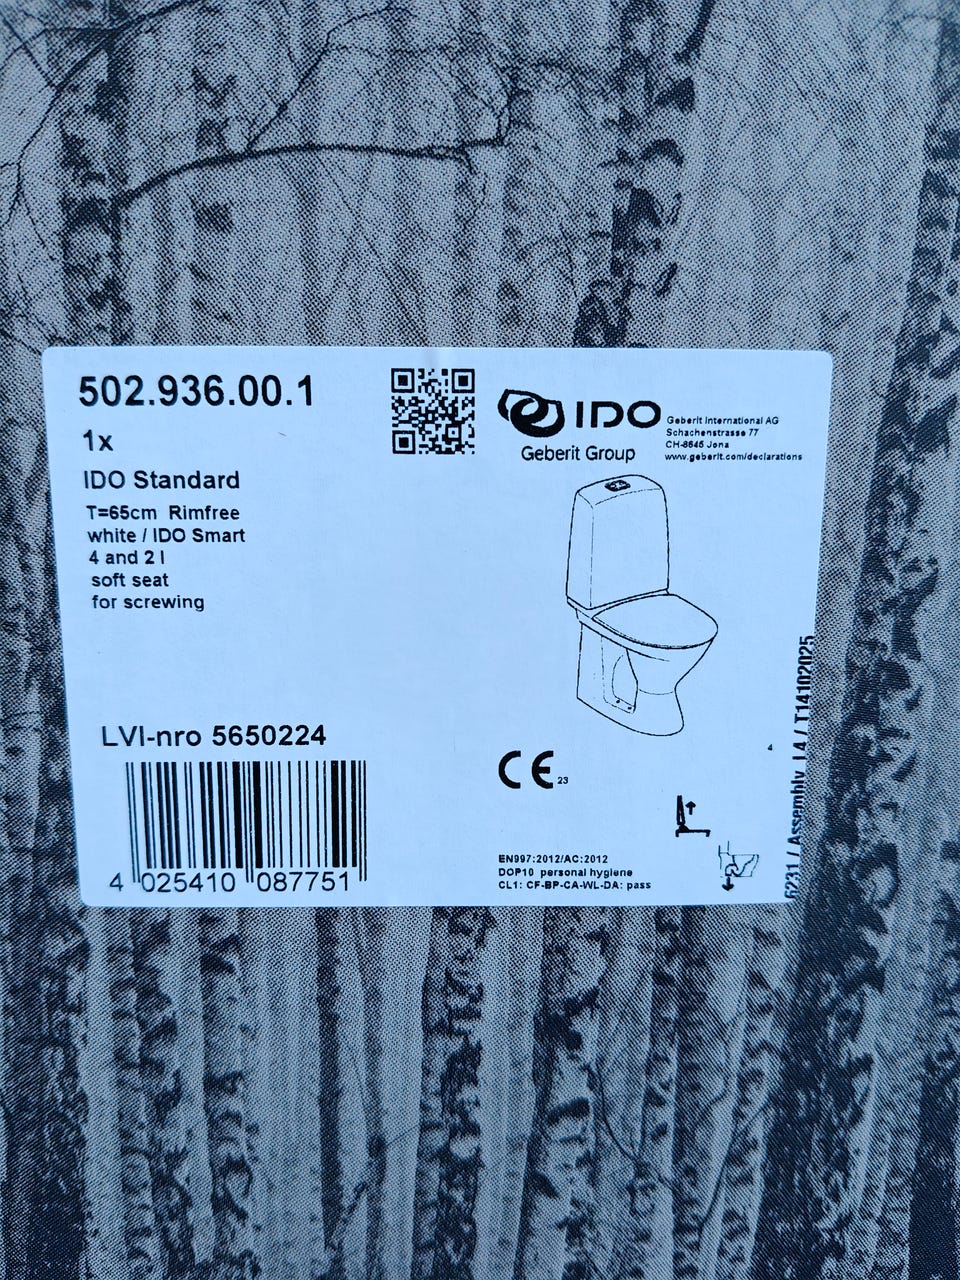 502.936.00.1
1x
IDO Standard
T=65cm Rimfree
white / IDO Smart
4 and 2 l
soft seat
for screwing
IDO
Geberit Group
Geberit International AG
Schachenstrasse 77
CH-8645 Jona
www.geberit.com/declarations
LVI-nro 5650224
4 025410 087751
CE 23
4
EN997:2012/AC:2012
DOP10 personal hygiene
CL1: CF-BP-CA-WL-DA: pass
6231 / Assembly L4 / T14102025